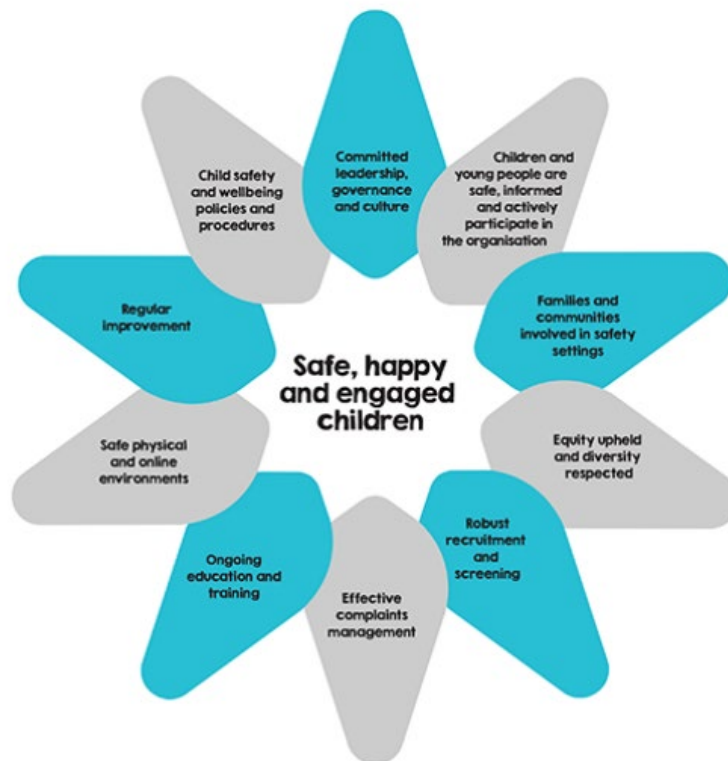 Committed
leadership,
governance
and culture
Children and
young people are
safe, informed
and actively
participate in
the organisation
Families and
communities
involved in safety
settings
Equity upheld
and diversity
respected
Robust
recruitment
and
screening
Effective
complaints
management
Ongoing
education and
training
Safe physical
and online
environments
Regular
improvement
Child safety
and wellbeing
policies and
procedures
Safe, happy
and engaged
children